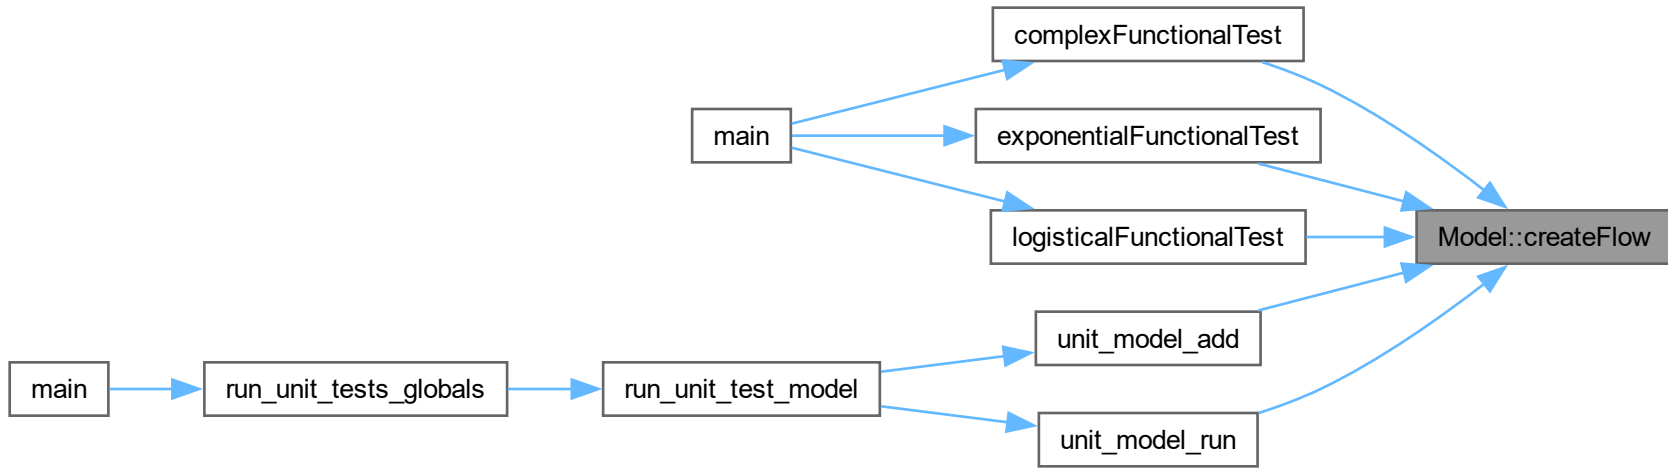 complexFunctionalTest
main
exponentialFunctionalTest
logisticalFunctionalTest
Model::createFlow
unit_model_add
main
run_unit_tests_globals
run_unit_test_model
unit_model_run